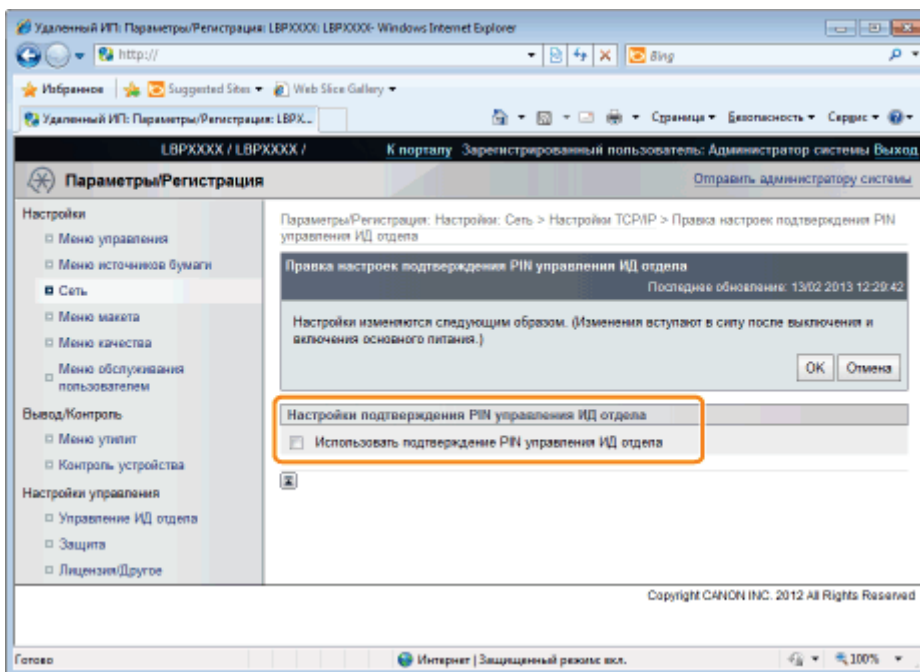 Удаленный ИП: Параметры/Регистрация: LBPXXXX: LBPXXXX- Windows Internet Explorer
http://
Bing
Избранное Suggested Sites Web Slice Gallery
Удаленный ИП: Параметры/Регистрация: LBPX... Страница Безопасность Сервис
LBPXXXX / LBPXXXX / К порталу Зарегистрированный пользователь: Администратор системы Выход
Параметры/Регистрация Отправить администратору системы
Настройки
Меню управления
Меню источников бумаги
Сеть
Меню макета
Меню качества
Меню обслуживания
пользователем
Вывод/Контроль
Меню утилит
Контроль устройства
Настройки управления
Управление ИД отдела
Защита
Лицензия/Другое
Параметры/Регистрация: Настройки: Сеть > Настройки TCP/IP > Правка настроек подтверждения PIN
управления ИД отдела
Правка настроек подтверждения PIN управления ИД отдела
Последнее обновление: 13/02 2013 12:29:42
Настройки изменяются следующим образом. (Изменения вступают в силу после выключения и
включения основного питания.)
OK Отмена
Настройки подтверждения PIN управления ИД отдела
Использовать подтверждение PIN управления ИД отдела
Copyright CANON INC. 2012 All Rights Reserved
Готово Интернет | Защищенный режим: вкл. 100%